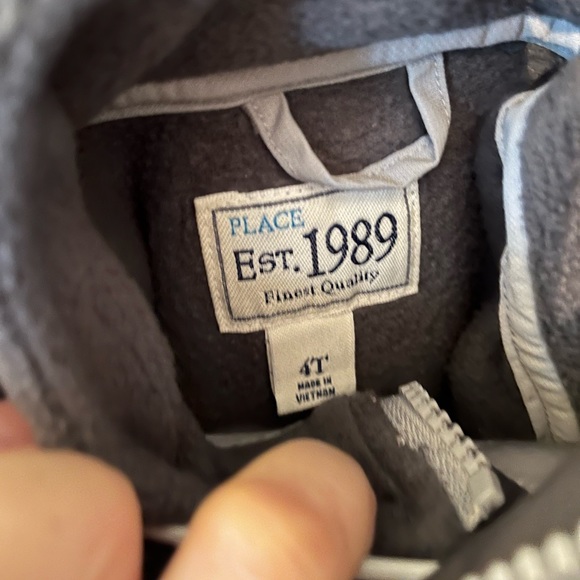 PLACE
EST. 1989
Finest Quality
4T
MADE IN
VIETNAM